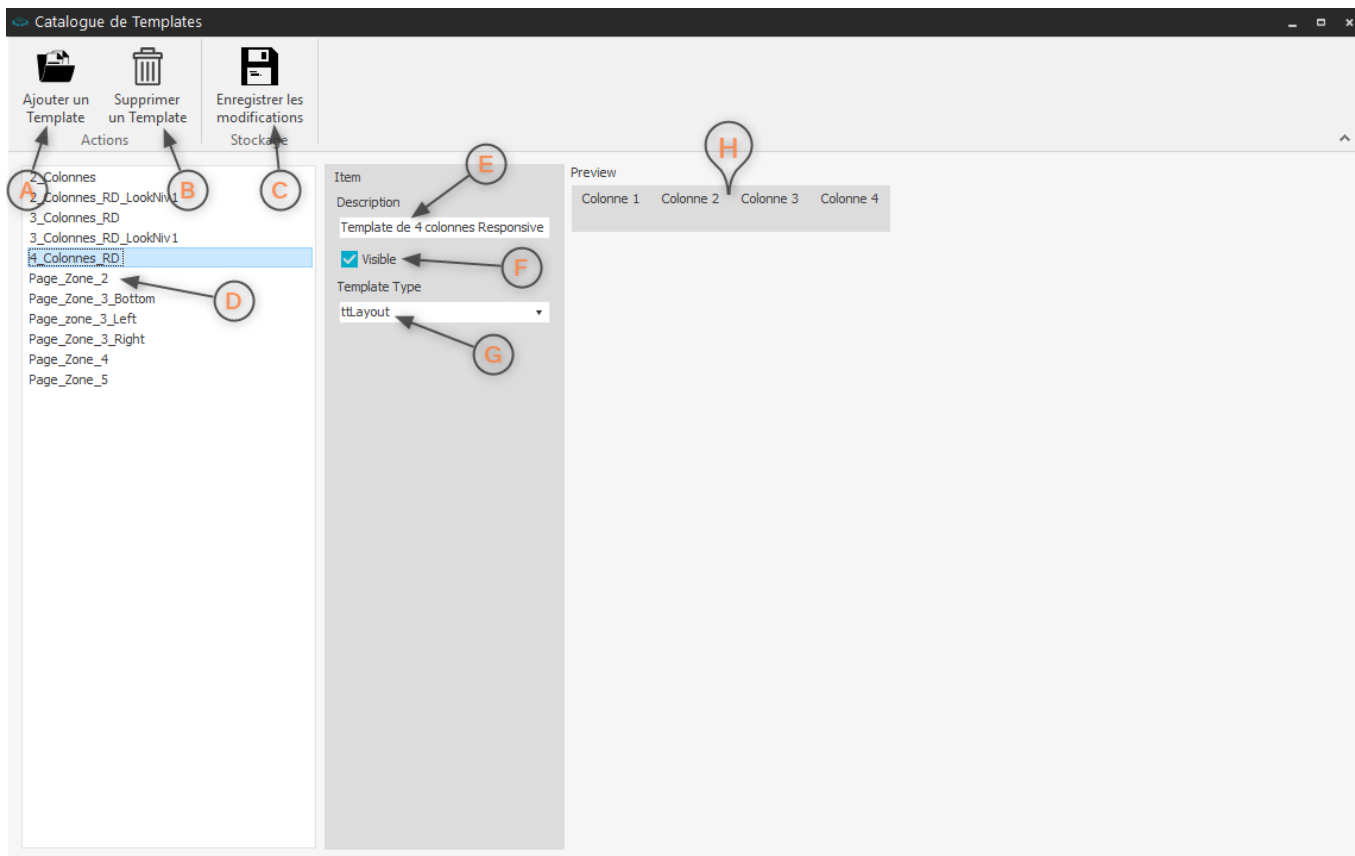 Catalogue de Templates
Ajouter un
Template
Supprimer
un Template
Enregistrer les
modifications
Actions
Stockage
A
B
C
2_Colonnes
2_Colonnes_RD_LookNiv1
3_Colonnes_RD
3_Colonnes_RD_LookNiv1
4_Colonnes_RD
Page_Zone_2
Page_Zone_3_Bottom
Page_zone_3_Left
Page_Zone_3_Right
Page_Zone_4
Page_Zone_5
D
Item
E
Description
Template de 4 colonnes Responsive
Visible
F
Template Type
ttLayout
G
H
Preview
Colonne 1 Colonne 2 Colonne 3 Colonne 4